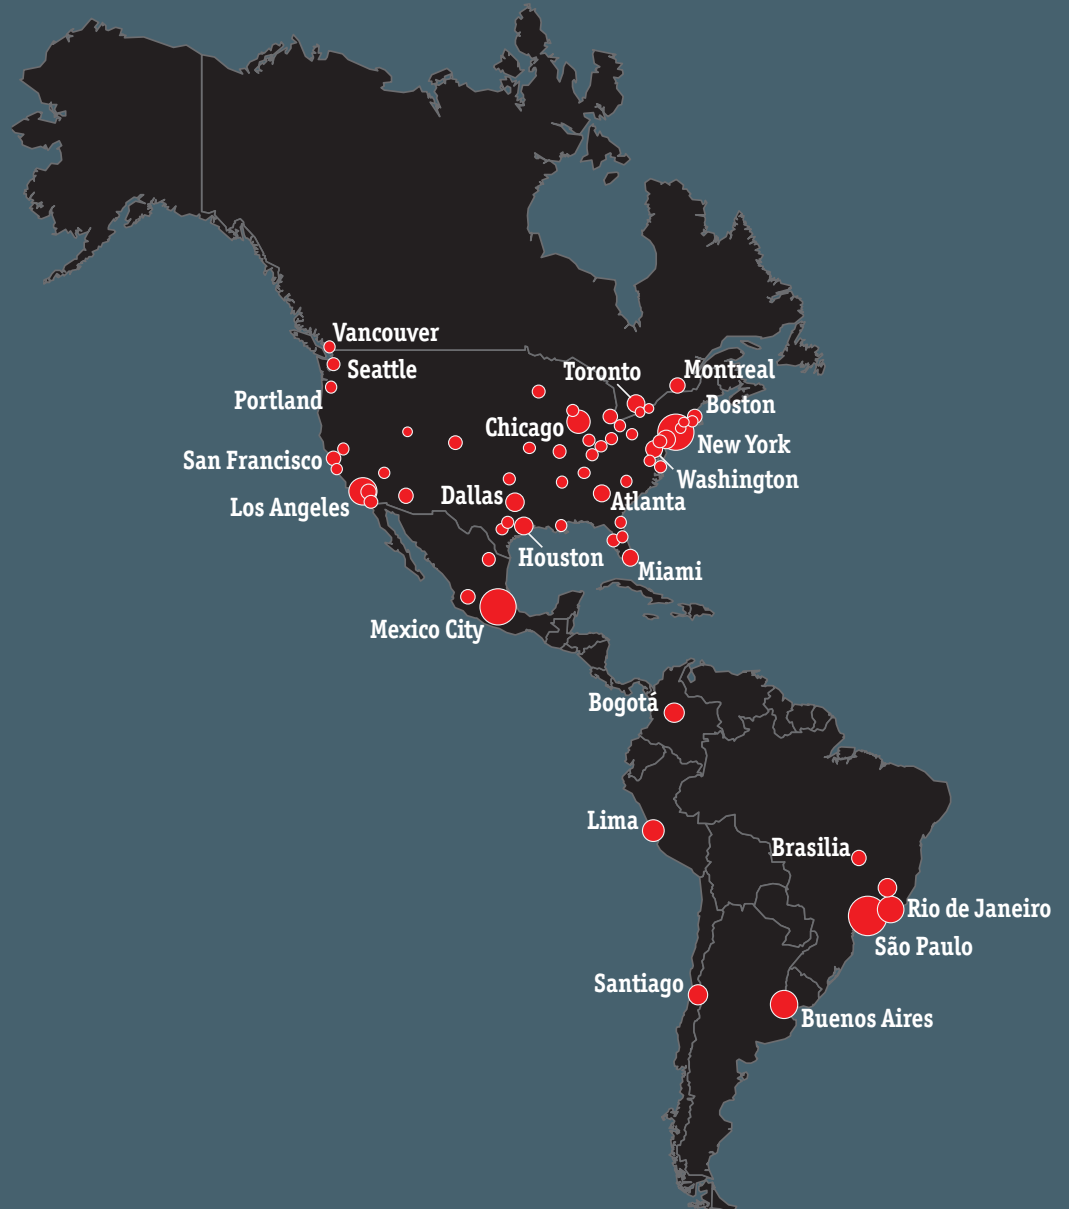 Vancouver
Seattle
Toronto
Montreal
Portland
Boston
Chicago
New York
San Francisco
Washington
Dallas
Atlanta
Los Angeles
Houston
Miami
Mexico City
Bogotá
Lima
Brasilia
Rio de Janeiro
São Paulo
Santiago
Buenos Aires